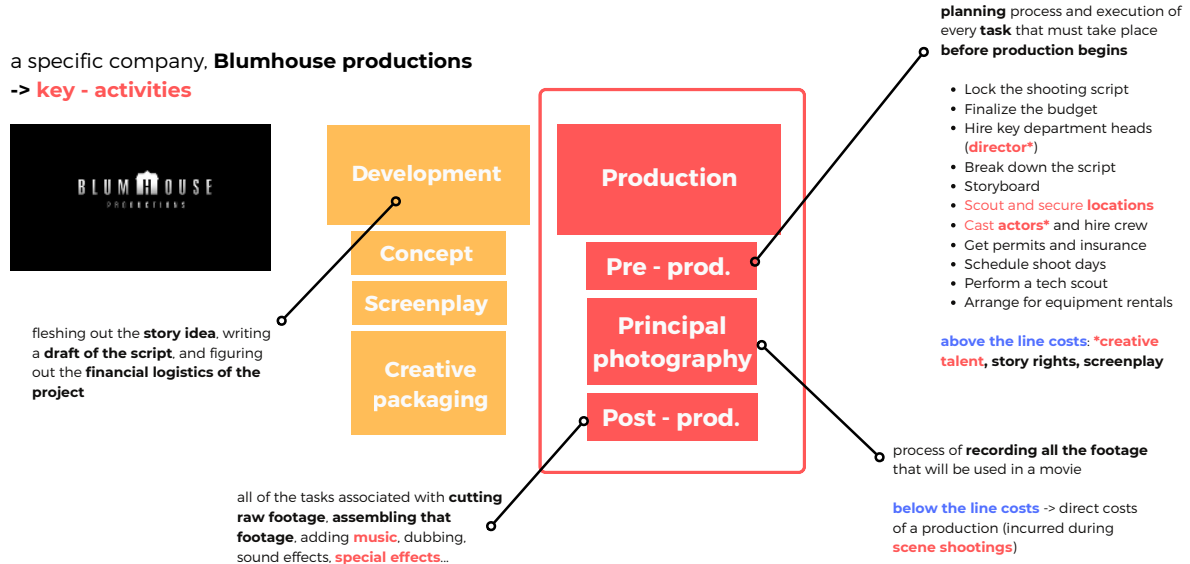 a specific company, Blumhouse productions
-> key - activities
BLUMHOUSE
PRODUCTIONS
fleshing out the story idea, writing
a draft of the script, and figuring
out the financial logistics of the
project
Development
Concept
Screenplay
Creative
packaging
Production
Pre - prod.
Principal
photography
Post - prod.
all of the tasks associated with cutting
raw footage, assembling that
footage, adding music, dubbing,
sound effects, special effects...
planning process and execution of
every task that must take place
before production begins
• Lock the shooting script
• Finalize the budget
• Hire key department heads
(director*)
• Break down the script
• Storyboard
• Scout and secure locations
• Cast actors* and hire crew
• Get permits and insurance
• Schedule shoot days
• Perform a tech scout
• Arrange for equipment rentals
above the line costs: *creative
talent, story rights, screenplay
process of recording all the footage
that will be used in a movie
below the line costs -> direct costs
of a production (incurred during
scene shootings)